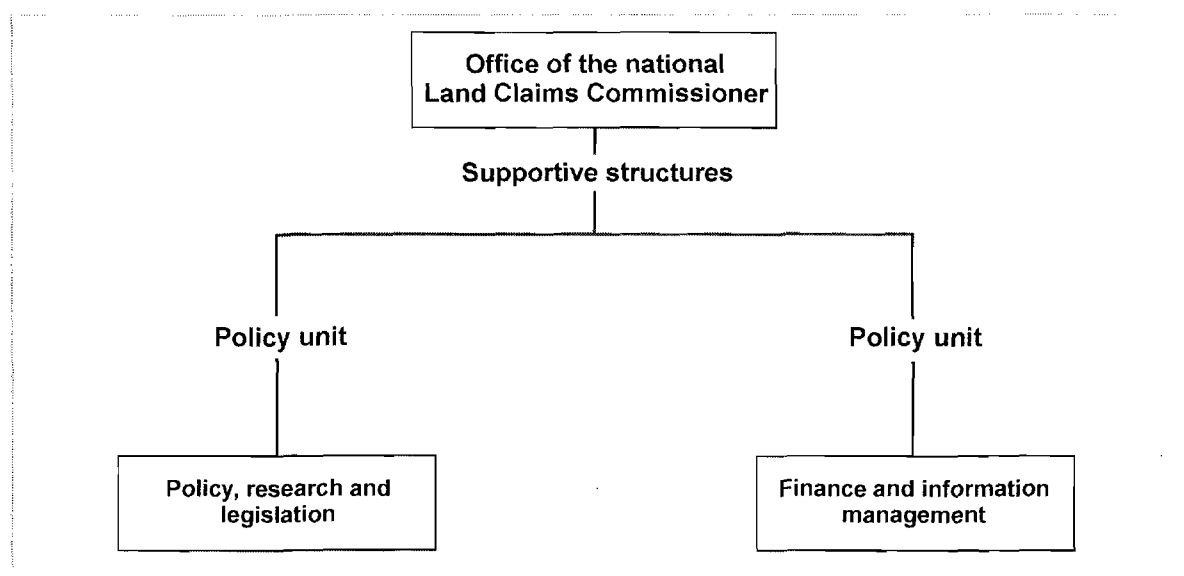 Office of the national
Land Claims Commissioner
Supportive structures
Policy unit
Policy unit
Policy, research and
legislation
Finance and information
management